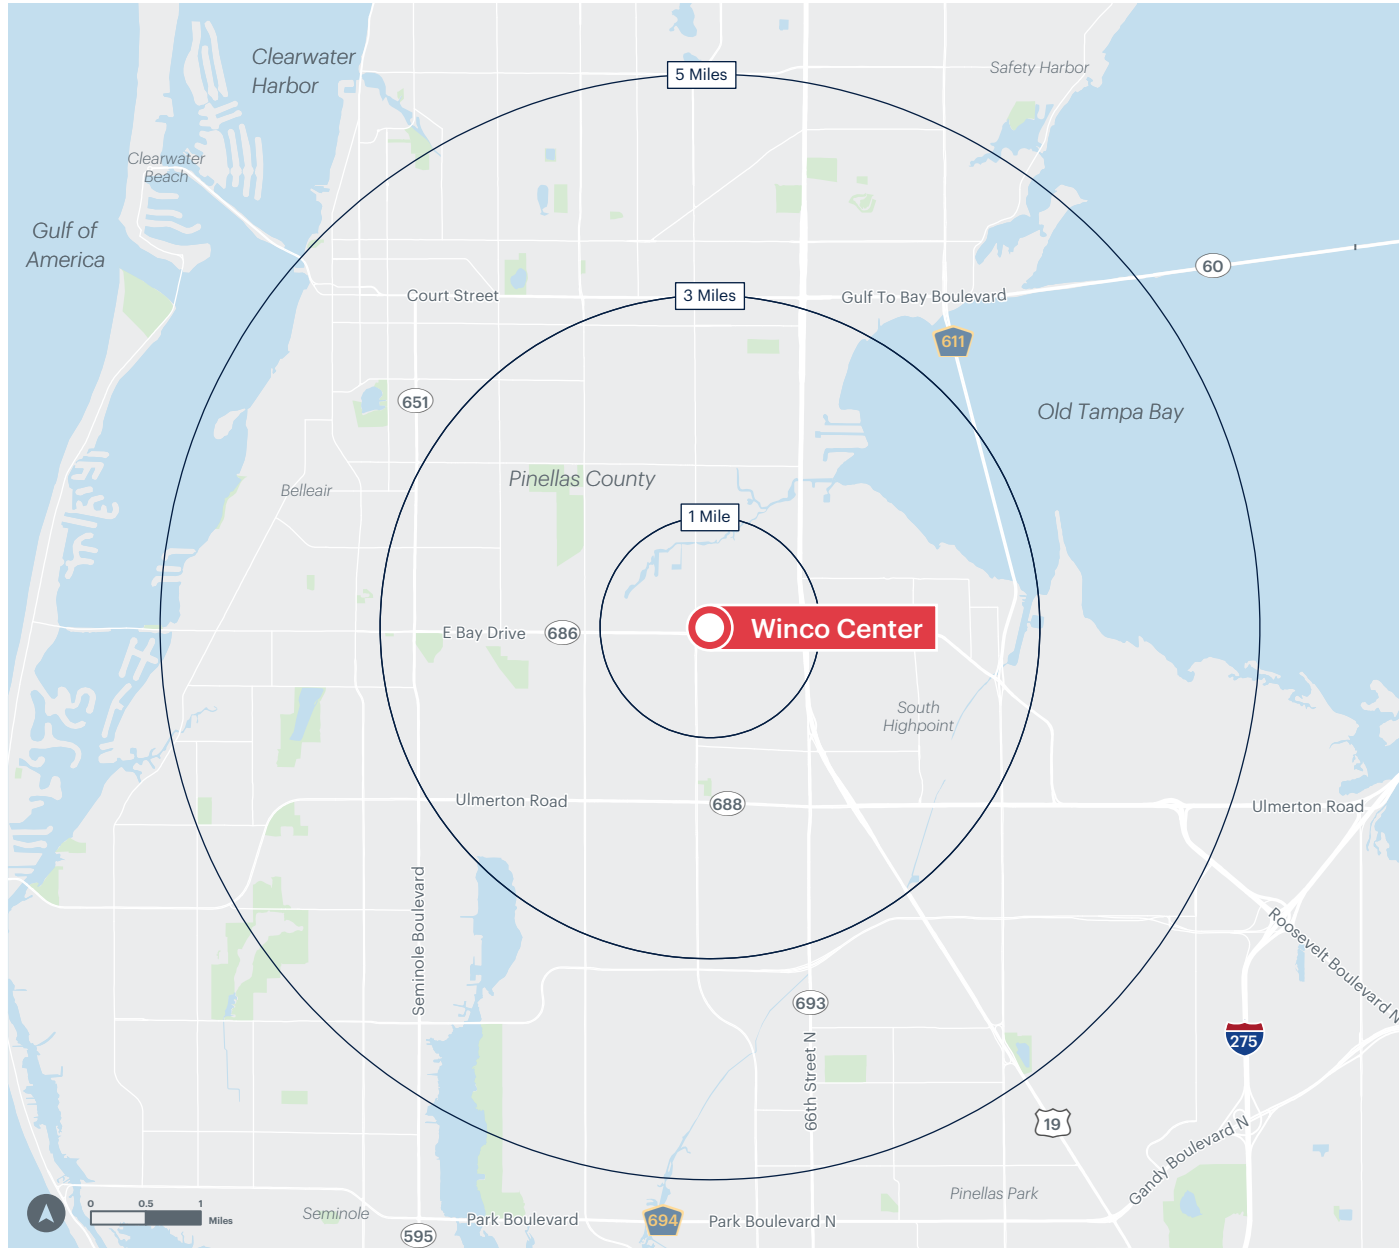 Clearwater
Harbor
5 Miles
Safety Harbor
Clearwater
Beach
Gulf of
America
60
Court Street
3 Miles
Gulf To Bay Boulevard
611
651
Old Tampa Bay
Pinellas County
Belleair
1 Mile
E Bay Drive
686
Winco Center
South
Highpoint
Ulmerton Road
688
Ulmerton Road
Seminole Boulevard
Roosevelt Boulevard N
693
275
66th Street N
19
Gandy Boulevard N
Pinellas Park
0 0.5 1
Miles
Seminole
Park Boulevard
694
Park Boulevard N
595